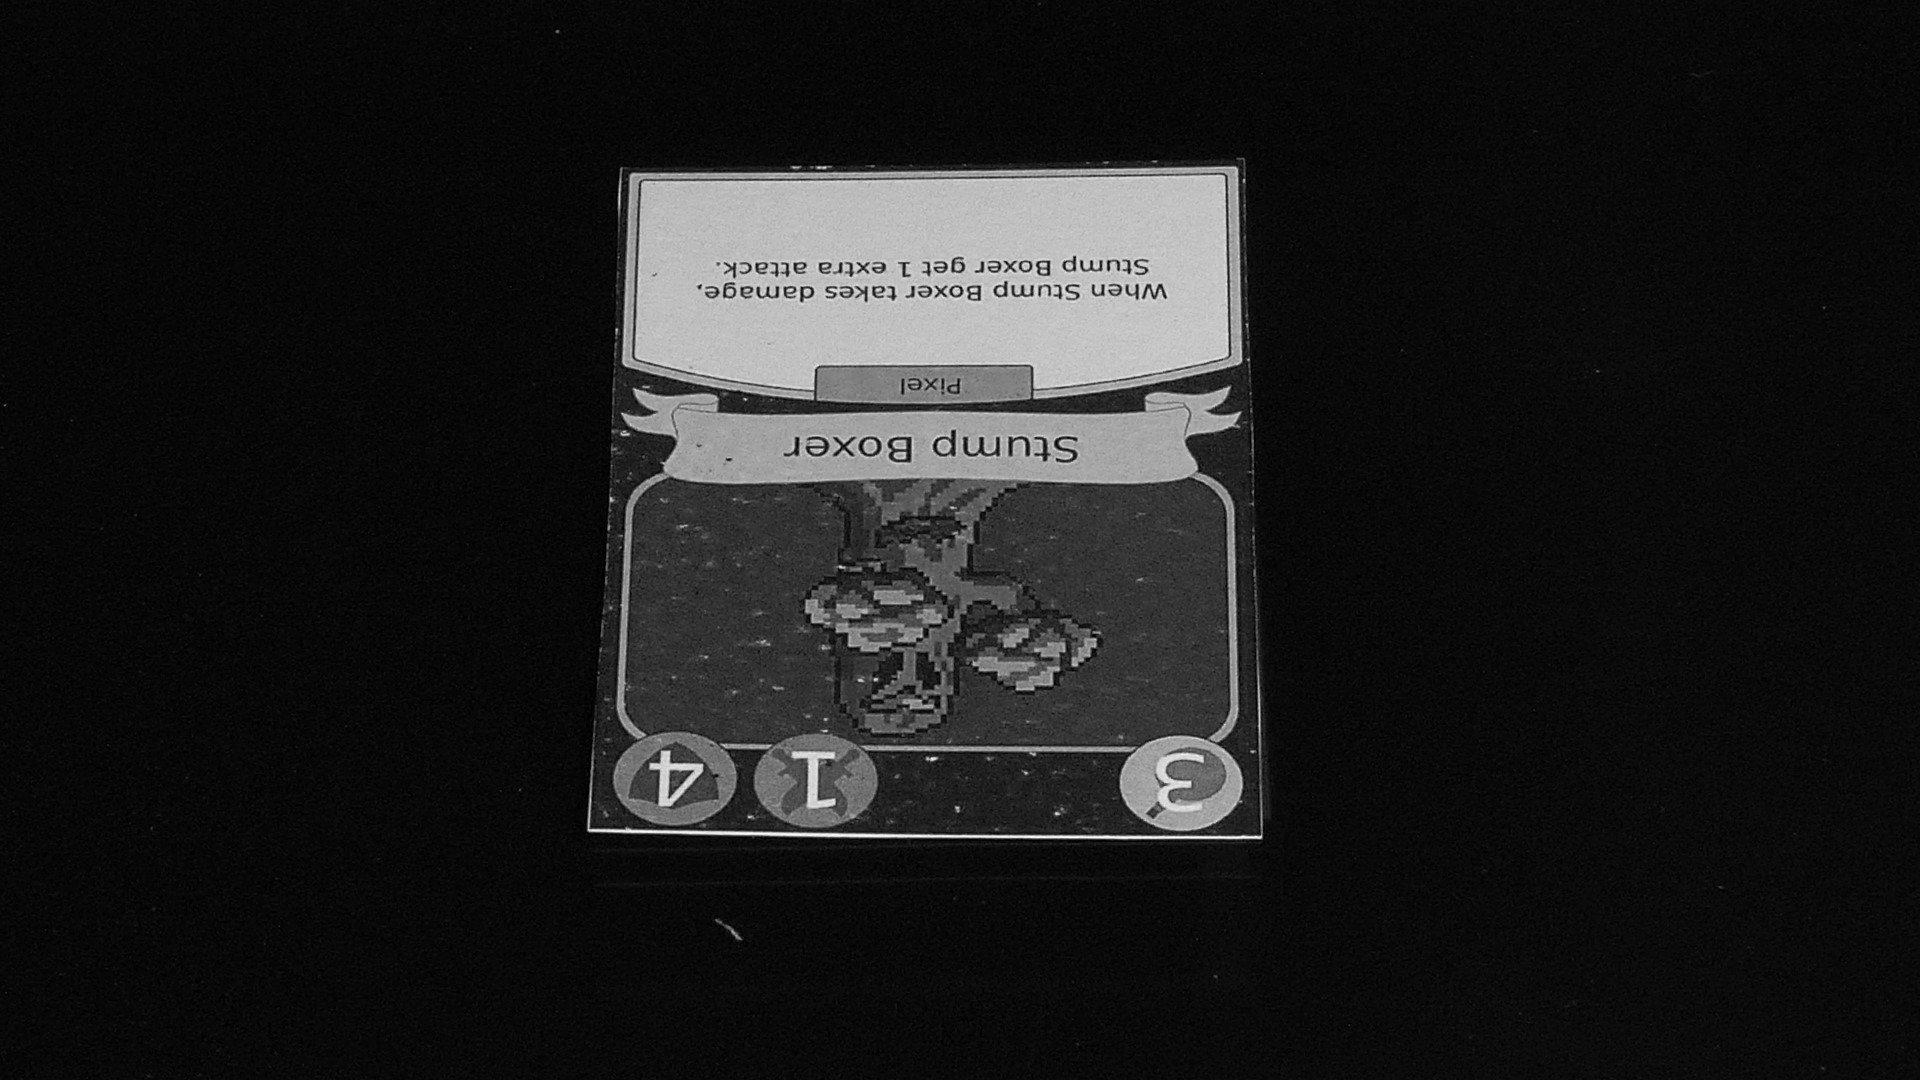 3 1 4
Stump Boxer
Pixel
When Stump Boxer takes damage,
Stump Boxer get 1 extra attack.